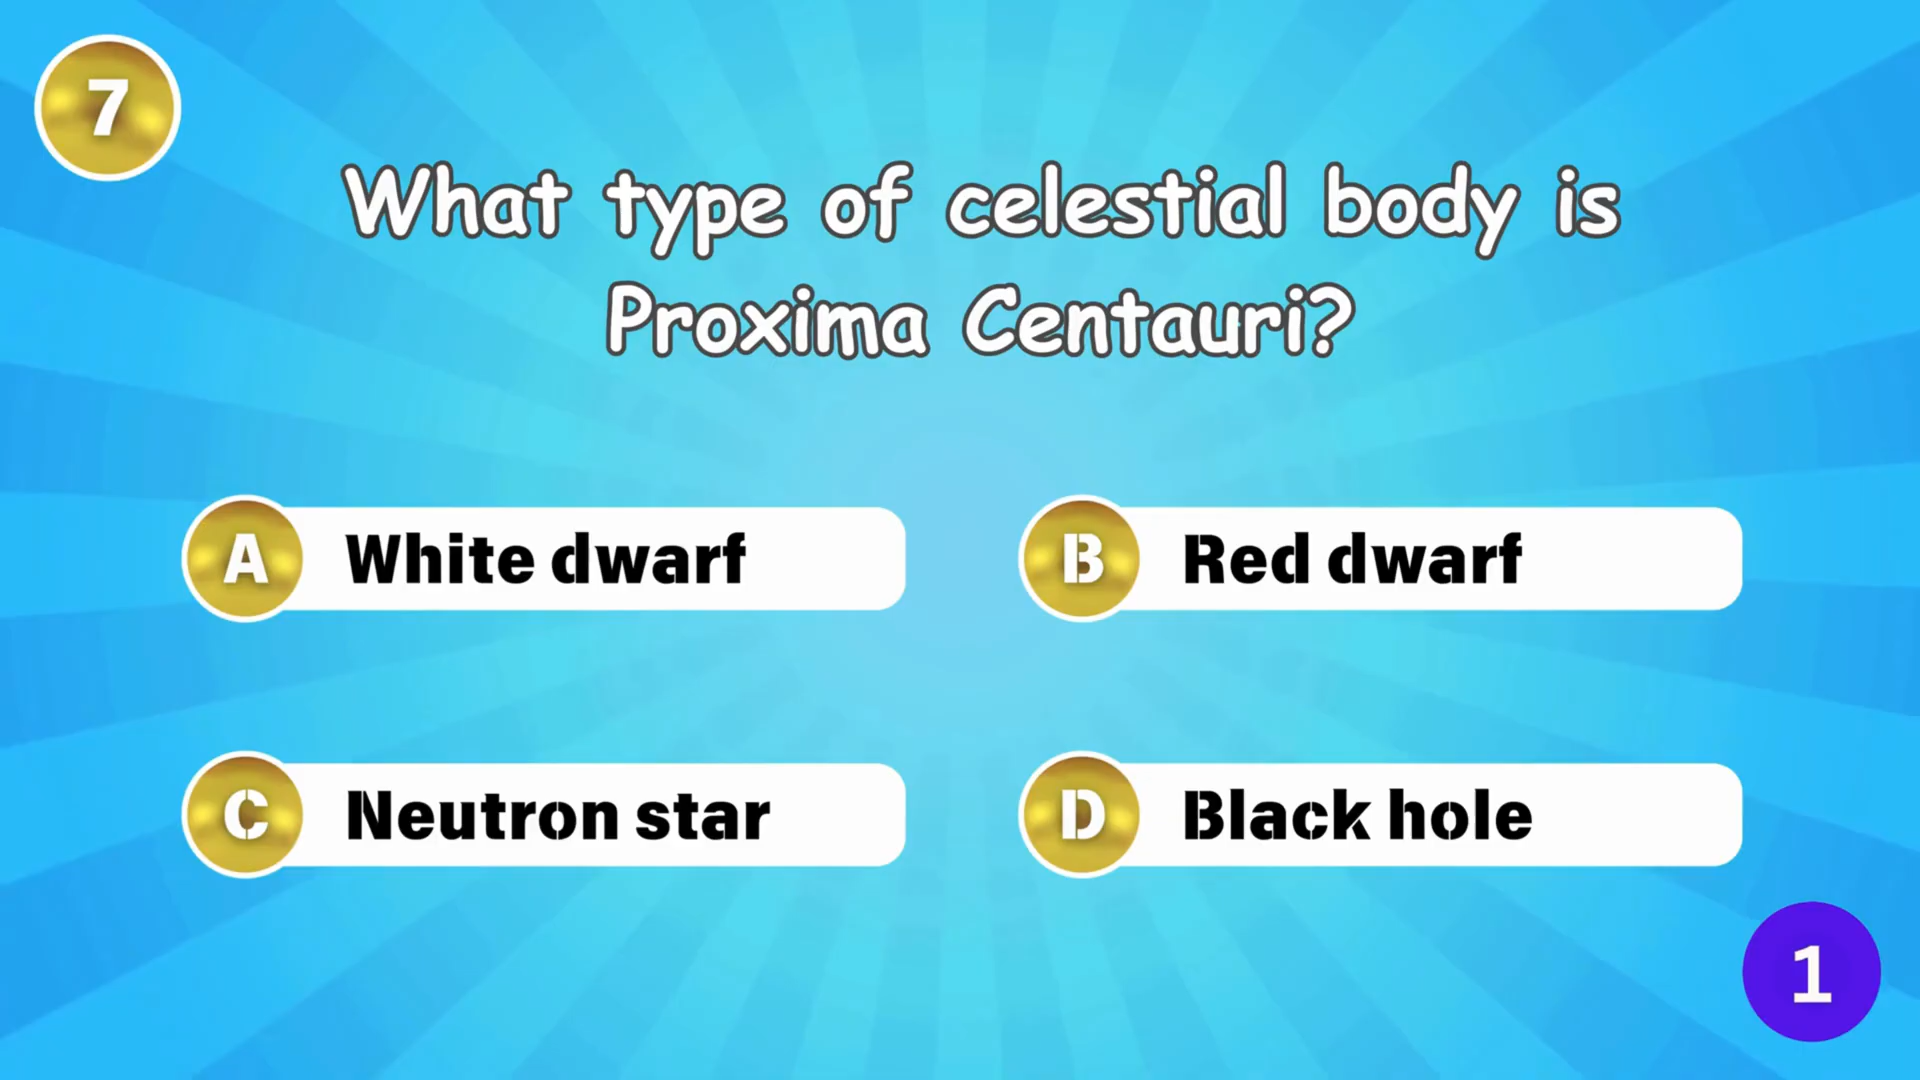 7
What type of celestial body is
Proxima Centauri?
A White dwarf
B Red dwarf
C Neutron star
D Black hole
1